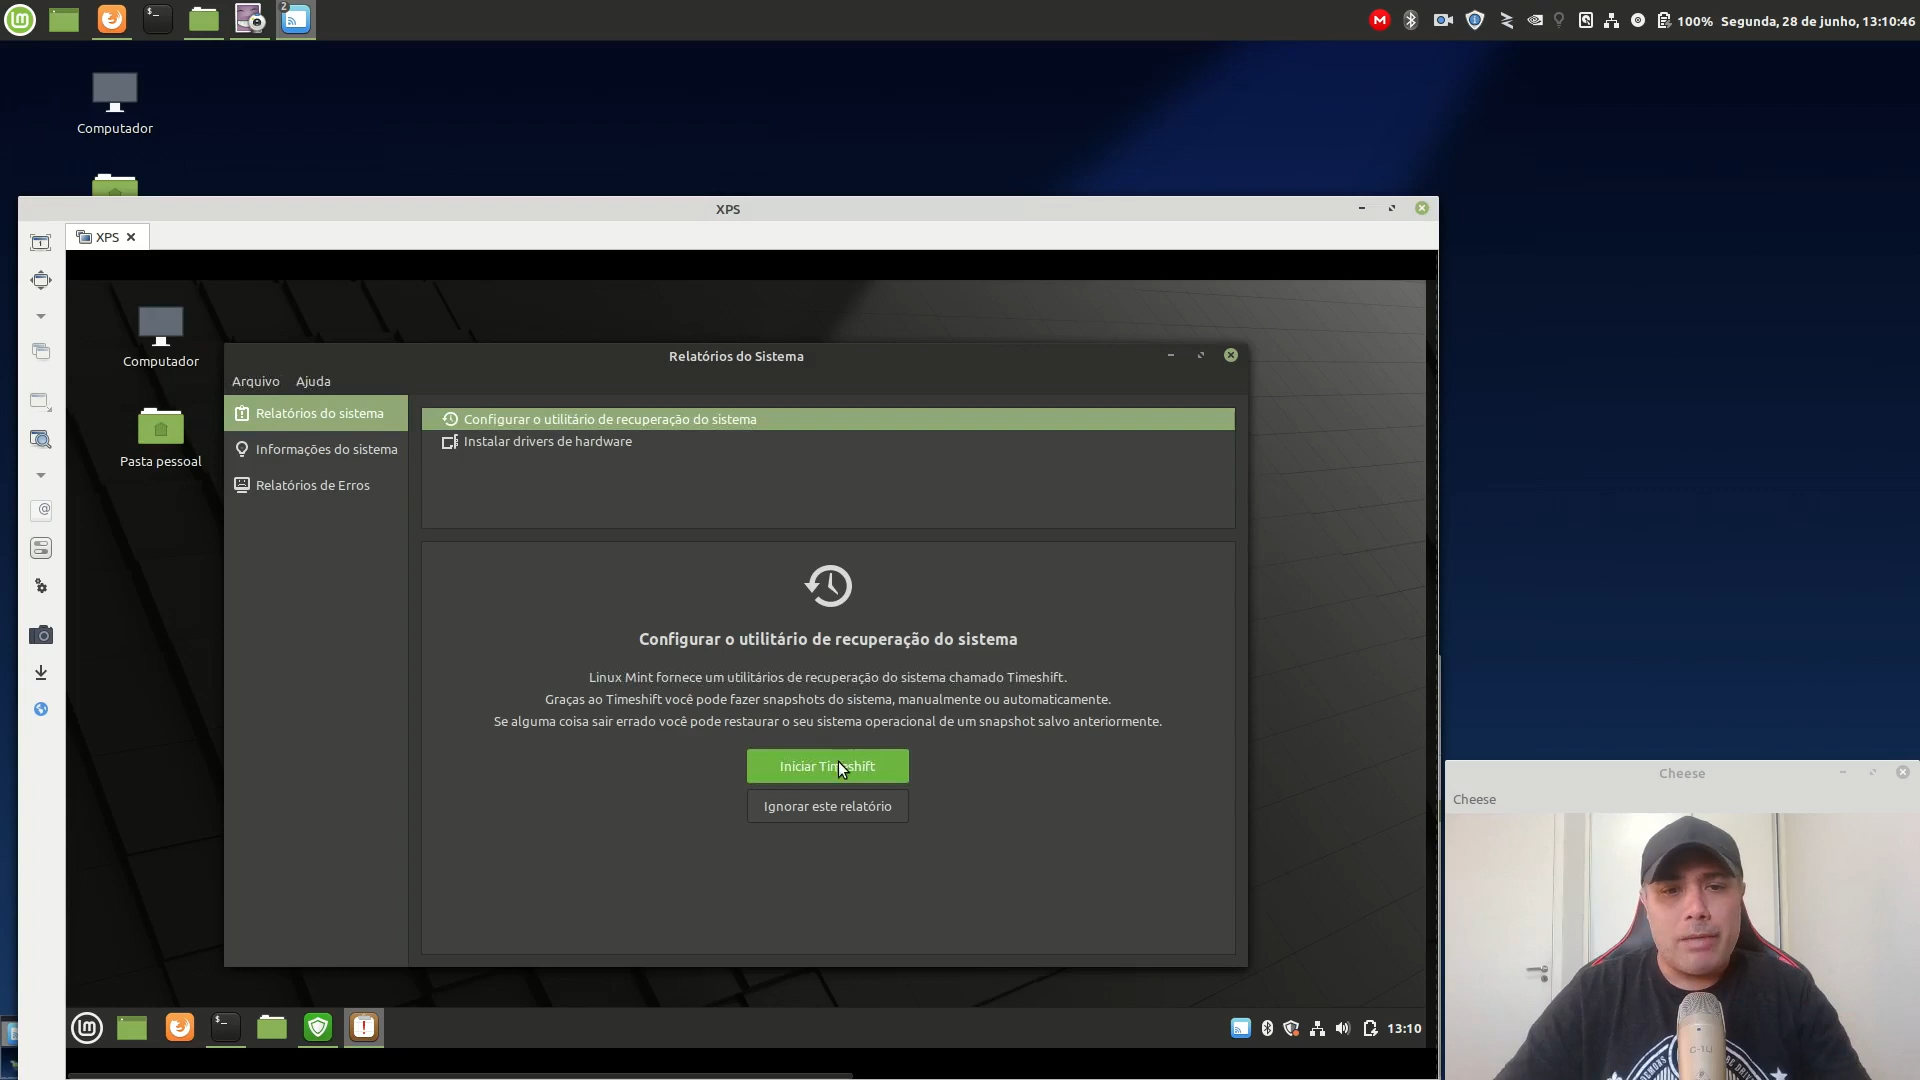 2
100% Segunda, 28 de junho, 13:10:46
Computador
XPS
XPS
Computador
Pasta pessoal
Relatórios do Sistema
Arquivo Ajuda
Relatórios do sistema
Informações do sistema
Relatórios de Erros
Configurar o utilitário de recuperação do sistema
Instalar drivers de hardware
Configurar o utilitário de recuperação do sistema
Linux Mint fornece um utilitários de recuperação do sistema chamado Timeshift.
Graças ao Timeshift você pode fazer snapshots do sistema, manualmente ou automaticamente.
Se alguma coisa sair errado você pode restaurar o seu sistema operacional de um snapshot salvo anteriormente.
Iniciar Timeshift
Ignorar este relatório
13:10
Cheese
Cheese
C-1U